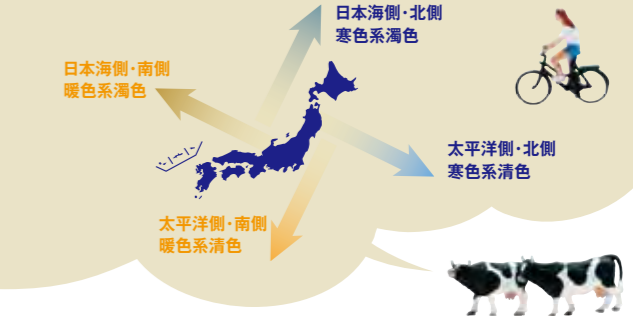 日本海側・北側
寒色系濁色
日本海側・南側
暖色系濁色
太平洋側・北側
寒色系清色
太平洋側・南側
暖色系清色